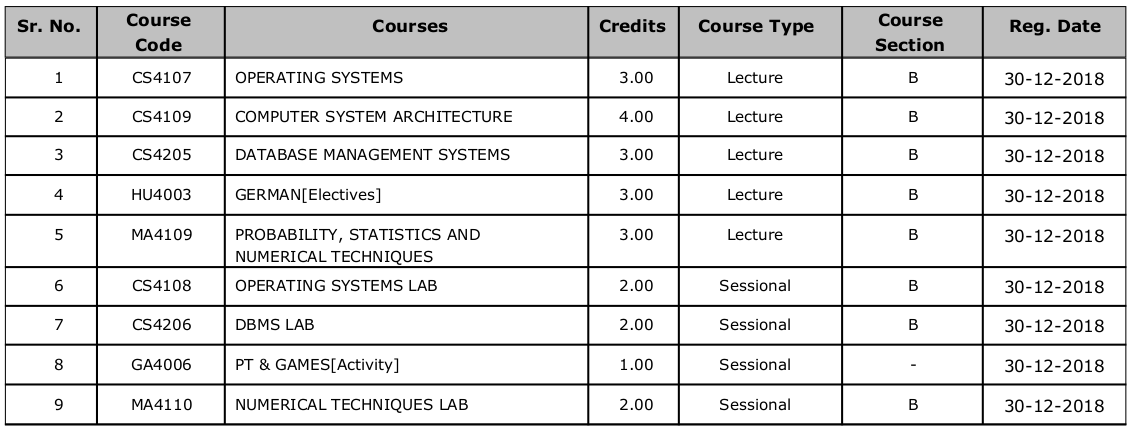 Sr. No. Course Code Courses Credits Course Type Course Section Reg. Date
1 CS4107 OPERATING SYSTEMS 3.00 Lecture B 30-12-2018
2 CS4109 COMPUTER SYSTEM ARCHITECTURE 4.00 Lecture B 30-12-2018
3 CS4205 DATABASE MANAGEMENT SYSTEMS 3.00 Lecture B 30-12-2018
4 HU4003 GERMAN[Electives] 3.00 Lecture B 30-12-2018
5 MA4109 PROBABILITY, STATISTICS AND NUMERICAL TECHNIQUES 3.00 Lecture B 30-12-2018
6 CS4108 OPERATING SYSTEMS LAB 2.00 Sessional B 30-12-2018
7 CS4206 DBMS LAB 2.00 Sessional B 30-12-2018
8 GA4006 PT & GAMES[Activity] 1.00 Sessional - 30-12-2018
9 MA4110 NUMERICAL TECHNIQUES LAB 2.00 Sessional B 30-12-2018